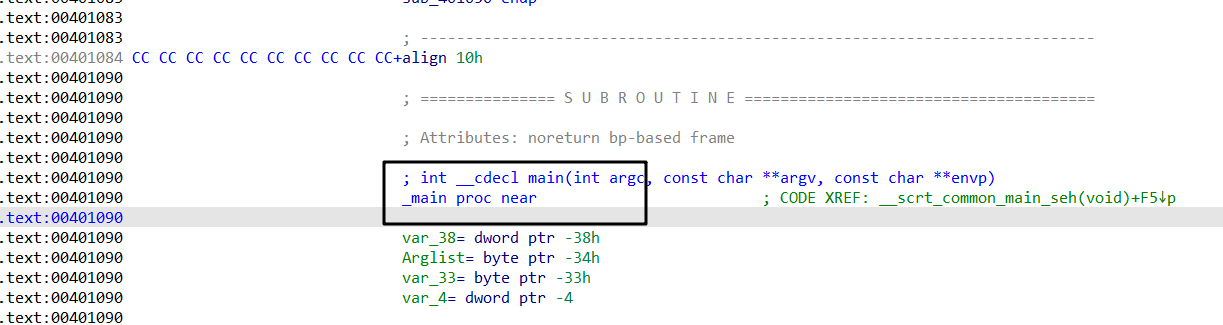 .text:00401083
.text:00401083
.text:00401083 ; ---------------------------------------------------------------------------
.text:00401084 CC CC CC CC CC CC CC CC CC CC+align 10h
.text:00401090
.text:00401090 ; =============== S U B R O U T I N E =======================================
.text:00401090
.text:00401090 ; Attributes: noreturn bp-based frame
.text:00401090
.text:00401090 ; int __cdecl main(int argc, const char **argv, const char **envp)
.text:00401090 _main proc near ; CODE XREF: __scrt_common_main_seh(void)+F5↓p
.text:00401090
.text:00401090 var_38= dword ptr -38h
.text:00401090 Arglist= byte ptr -34h
.text:00401090 var_33= byte ptr -33h
.text:00401090 var_4= dword ptr -4
.text:00401090